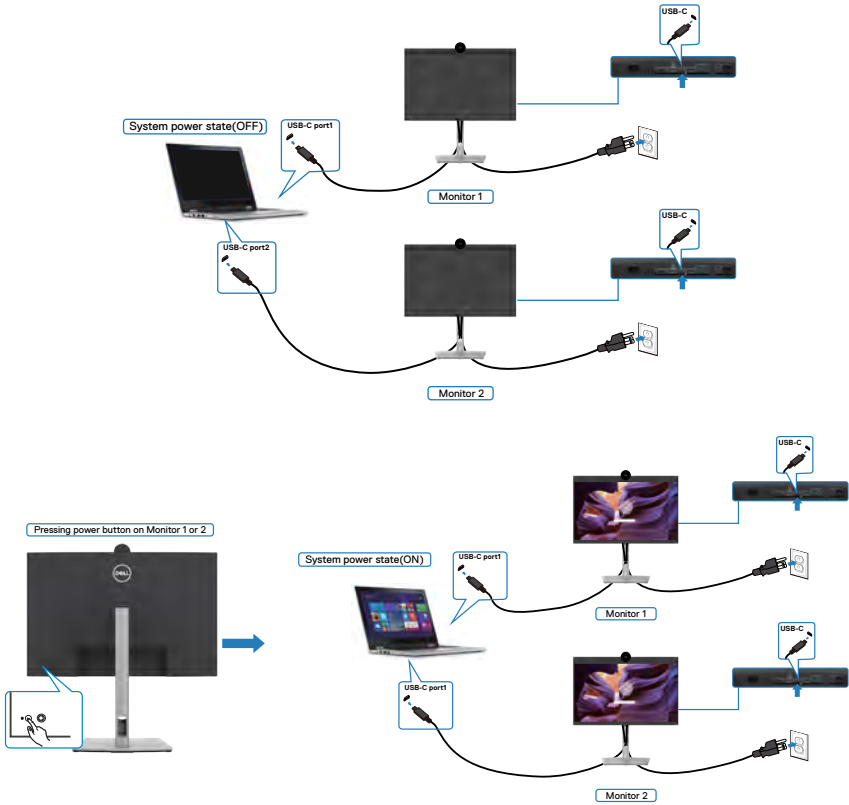 USB-C
System power state(OFF)
USB-C port1
Monitor 1
USB-C
USB-C port2
Monitor 2
USB-C
Pressing power button on Monitor 1 or 2
DELL
System power state(ON)
USB-C port1
Monitor 1
USB-C
USB-C port1
Monitor 2